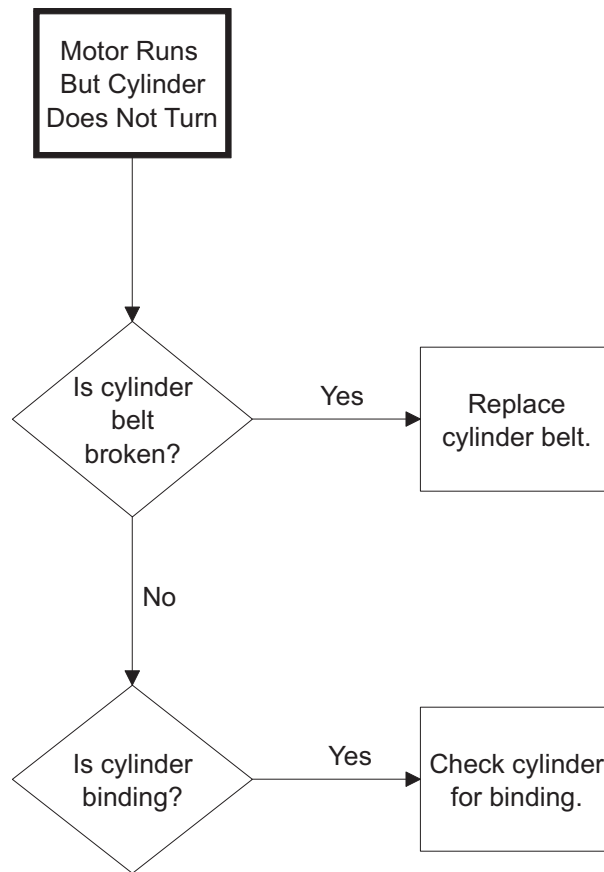 Motor Runs
But Cylinder
Does Not Turn
Is cylinder
belt
broken?
Yes
Replace
cylinder belt.
No
Is cylinder
binding?
Yes
Check cylinder
for binding.